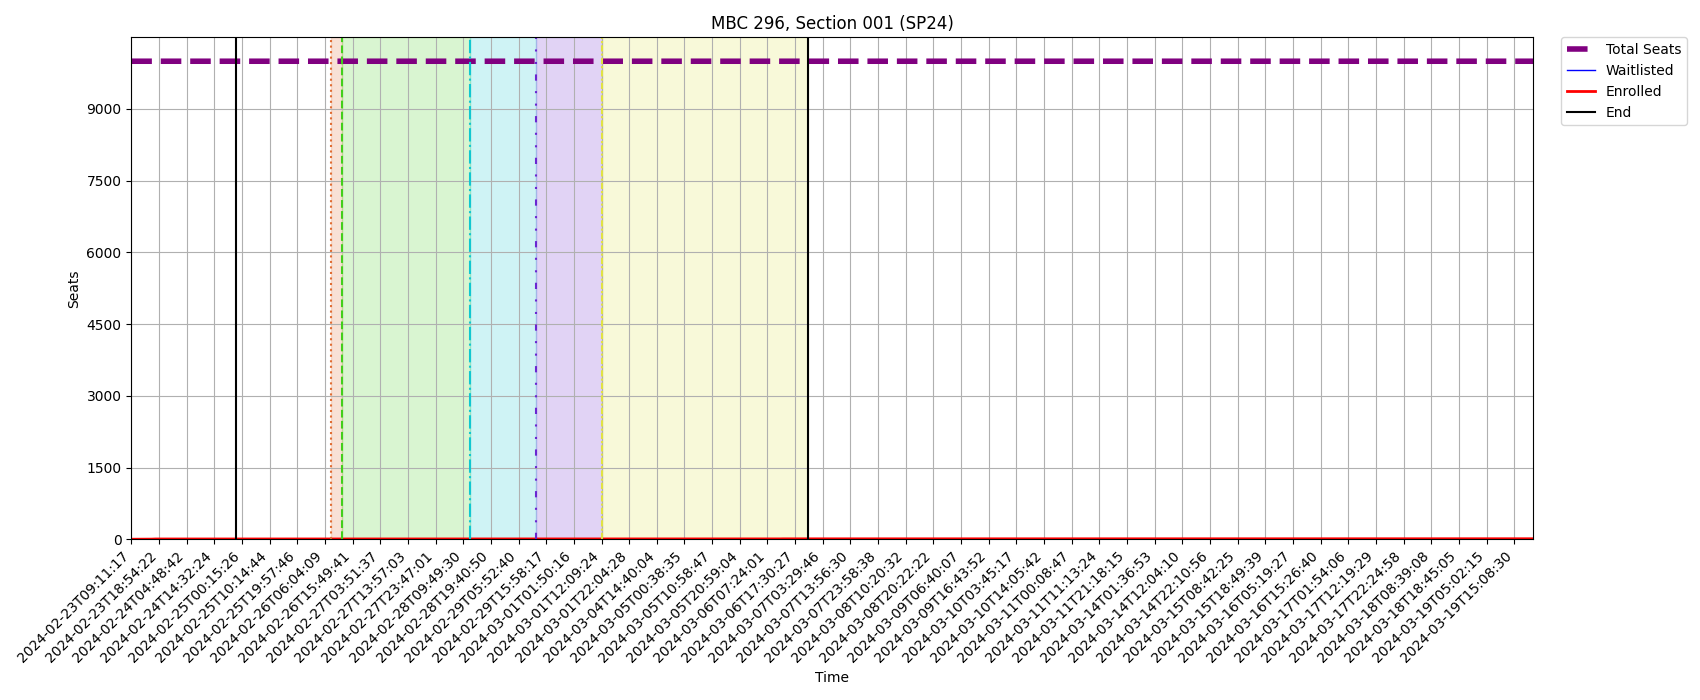 MBC 296, Section 001 (SP24)
Total Seats
Waitlisted
Enrolled
End
Seats
9000
7500
6000
4500
3000
1500
0
2024-02-23T09:11:17
2024-02-23T18:54:22
2024-02-24T04:48:42
2024-02-24T14:32:24
2024-02-25T00:15:26
2024-02-25T10:14:44
2024-02-25T19:57:46
2024-02-26T06:04:09
2024-02-26T15:49:41
2024-02-27T03:51:37
2024-02-27T13:57:03
2024-02-27T23:47:01
2024-02-28T09:49:30
2024-02-28T19:40:50
2024-02-29T05:52:40
2024-02-29T15:58:17
2024-03-01T01:50:16
2024-03-01T12:09:24
2024-03-01T22:04:28
2024-03-04T14:40:04
2024-03-05T00:38:35
2024-03-05T10:58:47
2024-03-05T20:59:04
2024-03-06T07:24:01
2024-03-06T17:30:27
2024-03-07T03:29:46
2024-03-07T13:56:30
2024-03-07T23:58:38
2024-03-08T10:20:32
2024-03-08T20:22:22
2024-03-09T06:40:07
2024-03-09T16:43:52
2024-03-10T03:45:17
2024-03-10T14:05:42
2024-03-11T00:08:47
2024-03-11T11:13:24
2024-03-11T21:18:15
2024-03-14T01:36:53
2024-03-14T12:04:10
2024-03-14T22:10:56
2024-03-15T08:42:25
2024-03-15T18:49:39
2024-03-16T05:19:27
2024-03-16T15:26:40
2024-03-17T01:54:06
2024-03-17T12:19:29
2024-03-17T22:24:58
2024-03-18T08:39:08
2024-03-18T18:45:05
2024-03-19T05:02:15
2024-03-19T15:08:30
Time